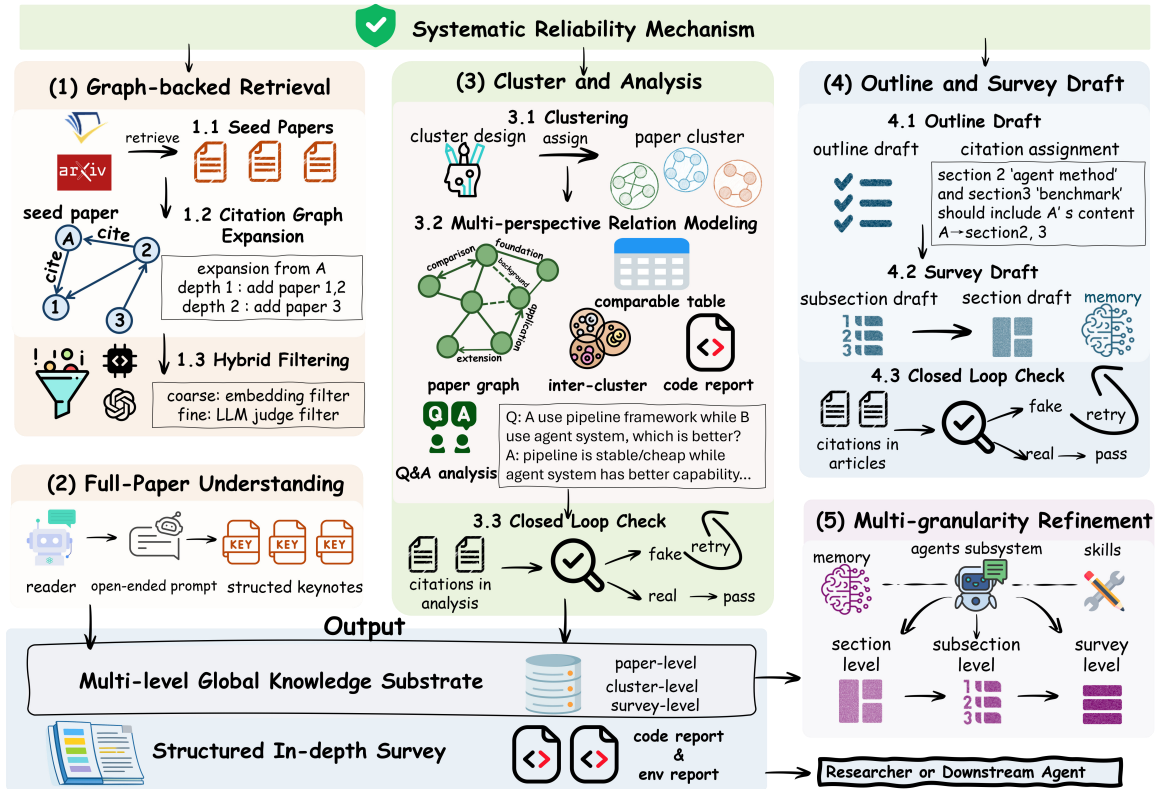 Systematic Reliability Mechanism
(1) Graph-backed Retrieval
arXiv
retrieve
1.1 Seed Papers
seed paper
1.2 Citation Graph
Expansion
A
cite
2
cite
1
3
expansion from A
depth 1 : add paper 1,2
depth 2 : add paper 3
1.3 Hybrid Filtering
coarse: embedding filter
fine: LLM judge filter
(2) Full-Paper Understanding
KEY
KEY
KEY
reader
open-ended prompt
structed keynotes
(3) Cluster and Analysis
3.1 Clustering
cluster design
assign
paper cluster
3.2 Multi-perspective Relation Modeling
comparison
foundation
background
application
extension
comparable table
paper graph
inter-cluster
code report
Q A
Q&A analysis
Q: A use pipeline framework while B
use agent system, which is better?
A: pipeline is stable/cheap while
agent system has better capability...
3.3 Closed Loop Check
citations in
analysis
fake
retry
real
pass
(4) Outline and Survey Draft
4.1 Outline Draft
outline draft
citation assignment
section 2 'agent method'
and section3 'benchmark'
should include A' s content
A→section2, 3
4.2 Survey Draft
subsection draft
section draft
memory
1
2
3
4.3 Closed Loop Check
citations in
articles
fake
retry
real
pass
(5) Multi-granularity Refinement
memory
agents subsystem
skills
section
level
subsection
level
survey
level
1
2
3
Output
Multi-level Global Knowledge Substrate
paper-level
cluster-level
survey-level
Structured In-depth Survey
code report
&
env report
Researcher or Downstream Agent